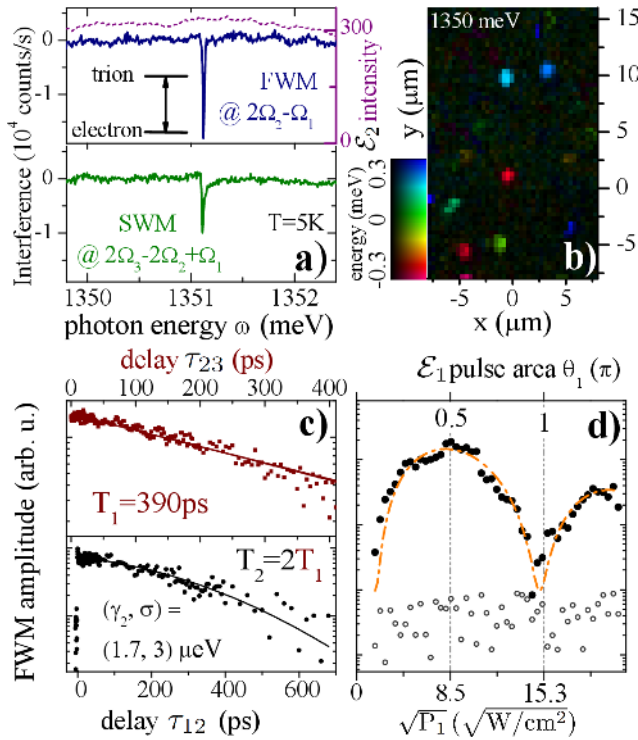 Interference (10⁴ counts/s)
0
-1
0
-1
trion
electron
FWM
@ 2Ω₂-Ω₁
300
0
ℰ₂ intensity
SWM
@ 2Ω₃-2Ω₂+Ω₁
T=5K
a)
1350
1351
1352
photon energy ω (meV)
1350 meV
b)
y (μm)
15
10
5
0
-5
energy (meV)
0.3
0
-0.3
-5
0
5
x (μm)
delay τ₂₃ (ps)
0
100
200
300
400
c)
T₁=390ps
FWM amplitude (arb. u.)
T₂=2T₁
(γ₂, σ) =
(1.7, 3) μeV
0
200
400
600
delay τ₁₂ (ps)
ℰ₁ pulse area θ₁ (π)
0.5
1
d)
0
8.5
15.3
√P₁ (√W/cm²)